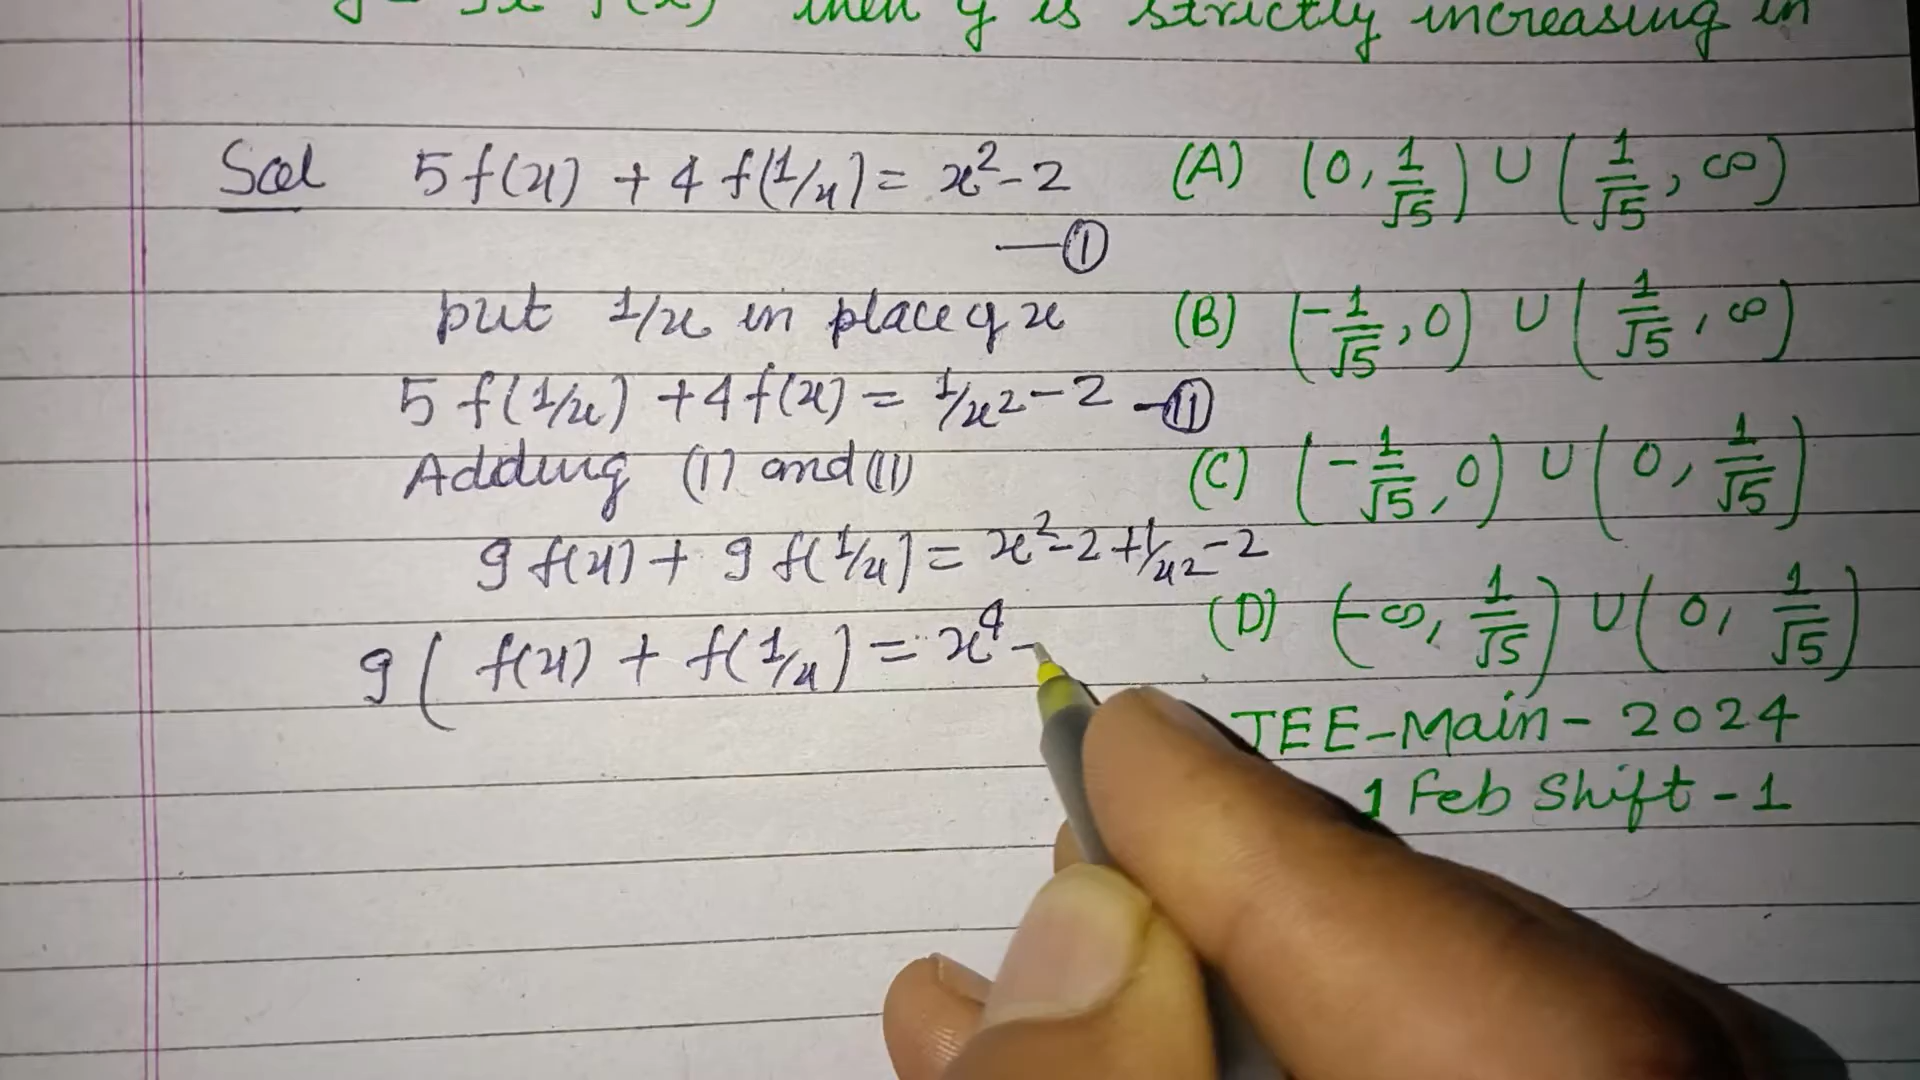 then y is strictly increasing in
Sol 5f(x) + 4f(1/x) = x² - 2
— ①
put 1/x in place of x
5f(1/x) + 4f(x) = 1/x² - 2 — ⑪
Adding (I) and (II)
9f(x) + 9f(1/x) = x² - 2 + 1/x² - 2
9( f(x) + f(1/x) = x⁴ -
(A) (0, 1/√5) ∪ (1/√5, ∞)
(B) (-1/√5, 0) ∪ (1/√5, ∞)
(C) (-1/√5, 0) ∪ (0, 1/√5)
(D) (-∞, 1/√5) ∪ (0, 1/√5)
JEE-Main- 2024
1 Feb Shift - 1